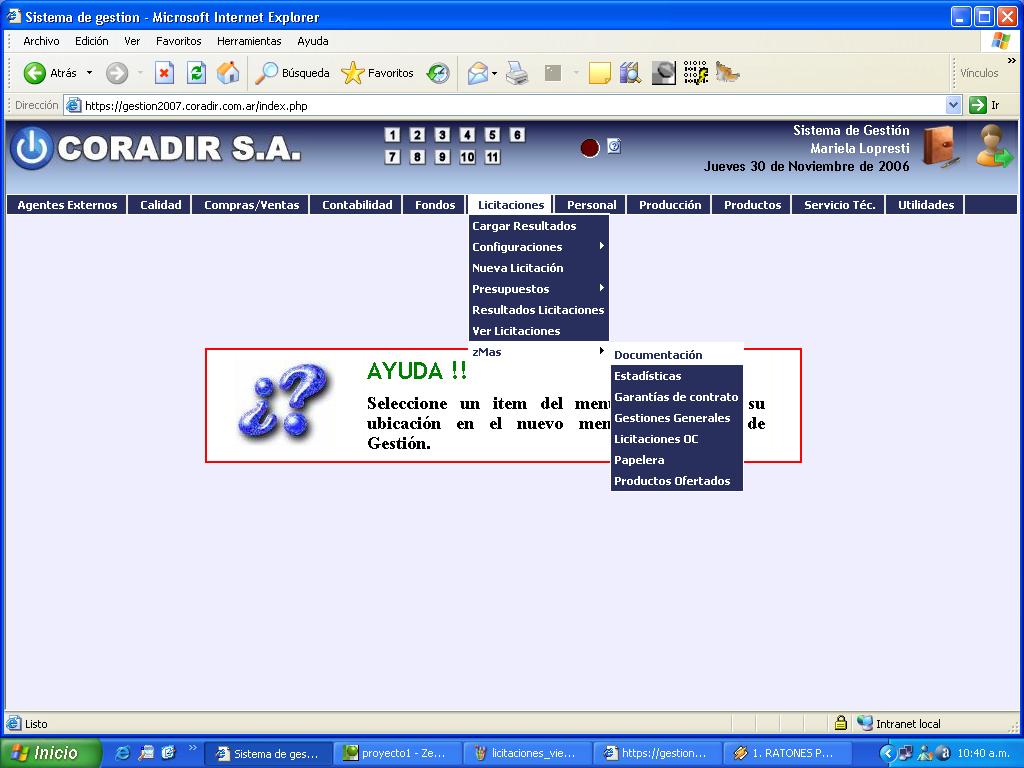 Sistema de gestion - Microsoft Internet Explorer
Archivo Edición Ver Favoritos Herramientas Ayuda
Atrás Búsqueda Favoritos Vínculos »
Dirección https://gestion2007.coradir.com.ar/index.php Ir
CORADIR S.A.
1 2 3 4 5 6
7 8 9 10 11
Sistema de Gestión
Mariela Lopresti
Jueves 30 de Noviembre de 2006
Agentes Externos Calidad Compras/Ventas Contabilidad Fondos Licitaciones Personal Producción Productos Servicio Téc. Utilidades
Cargar Resultados
Configuraciones
Nueva Licitación
Presupuestos
Resultados Licitaciones
Ver Licitaciones
zMas
Documentación
Estadísticas
Garantías de contrato
Gestiones Generales
Licitaciones OC
Papelera
Productos Ofertados
¿?
AYUDA !!
Seleccione un item del su
ubicación en el nuevo de
Gestión.
Listo Intranet local
Inicio » Sistema de ges... proyecto1 - Ze... licitaciones_vie... https://gestion... 1. RATONES P... 10:40 a.m.